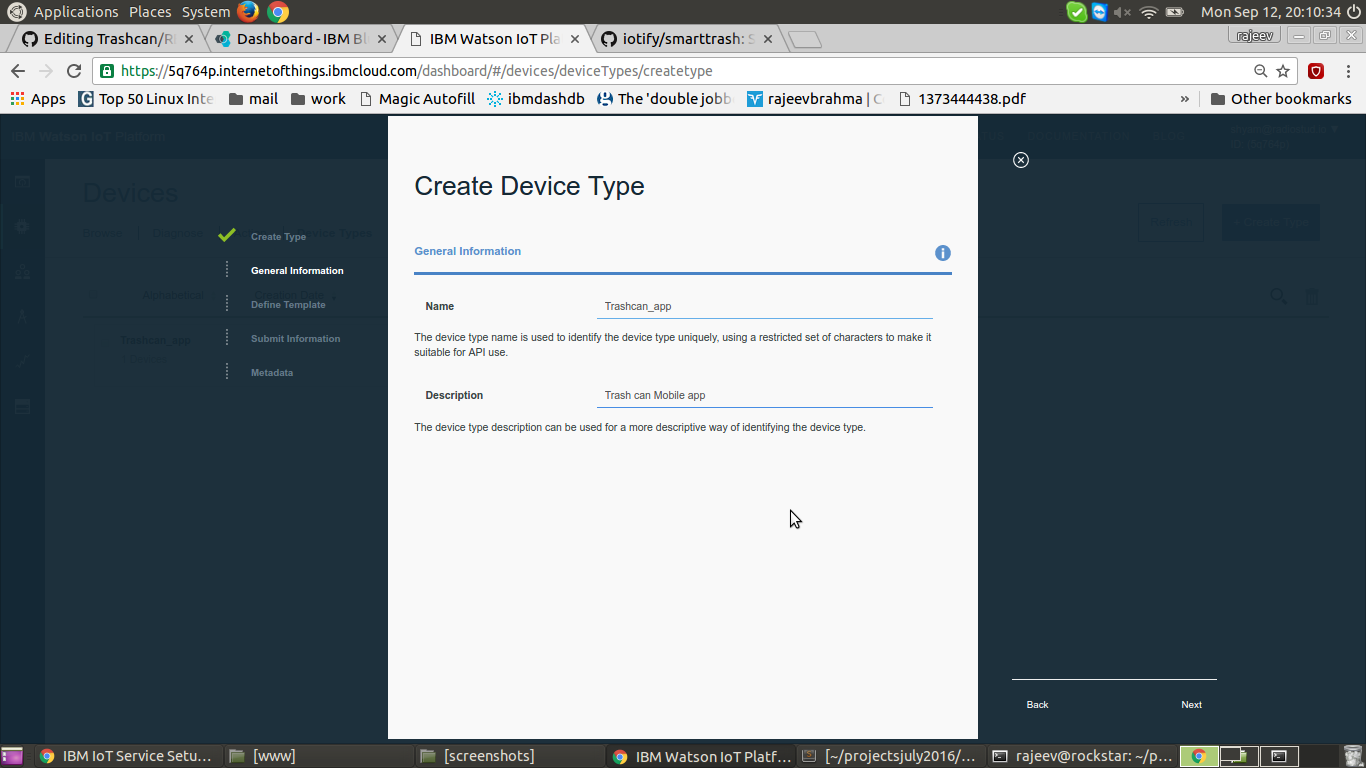 Applications Places System
Mon Sep 12, 20:10:34
Editing Trashcan/R
Dashboard - IBM Bl
IBM Watson IoT Pla
iotify/smarttrash: S
rajeev
https://5q764p.internetofthings.ibmcloud.com/dashboard/#/devices/deviceTypes/createtype
Apps
Top 50 Linux Inte
mail
work
Magic Autofill
ibmdashdb
The 'double jobb
rajeevbrahma | C
1373444438.pdf
»
Other bookmarks
IBM Watson IoT Platform
Devices
Browse
Device Types
Create Type
General Information
Define Template
Submit Information
Metadata
Trashcan_app
Create Device Type
General Information
Name
Trashcan_app
The device type name is used to identify the device type uniquely, using a restricted set of characters to make it
suitable for API use.
Description
Trash can Mobile app
The device type description can be used for a more descriptive way of identifying the device type.
Back
Next
IBM IoT Service Setu...
[www]
[screenshots]
IBM Watson IoT Platf...
[~/projectsjuly2016/...
rajeev@rockstar: ~/p...